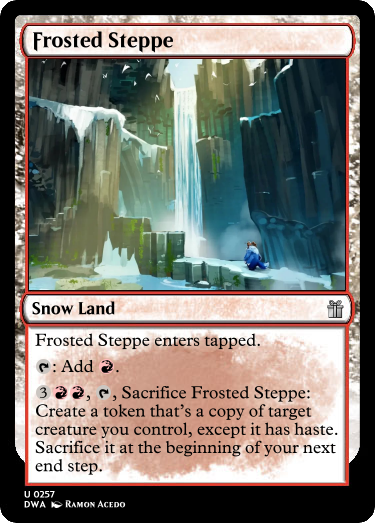 Frosted Steppe
Snow Land
Frosted Steppe enters tapped.
: Add .
3 , , Sacrifice Frosted Steppe:
Create a token that's a copy of target
creature you control, except it has haste.
Sacrifice it at the beginning of your next
end step.
U 0257
DWA Ramon Acedo